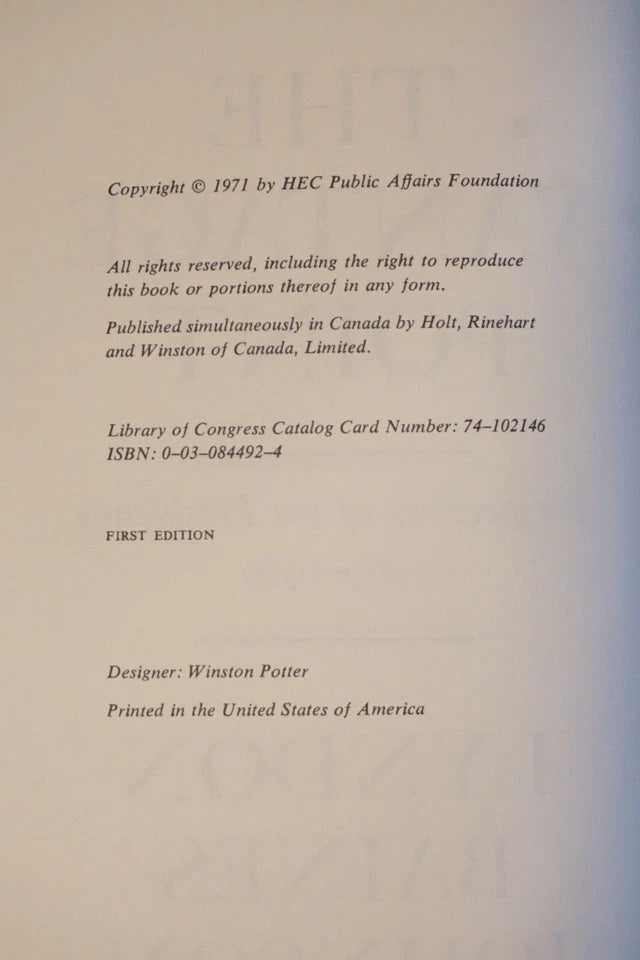 Copyright © 1971 by HEC Public Affairs Foundation
All rights reserved, including the right to reproduce
this book or portions thereof in any form.
Published simultaneously in Canada by Holt, Rinehart
and Winston of Canada, Limited.
Library of Congress Catalog Card Number: 74–102146
ISBN: 0–03–084492–4
FIRST EDITION
Designer: Winston Potter
Printed in the United States of America
THE
LYNDON
BAINES